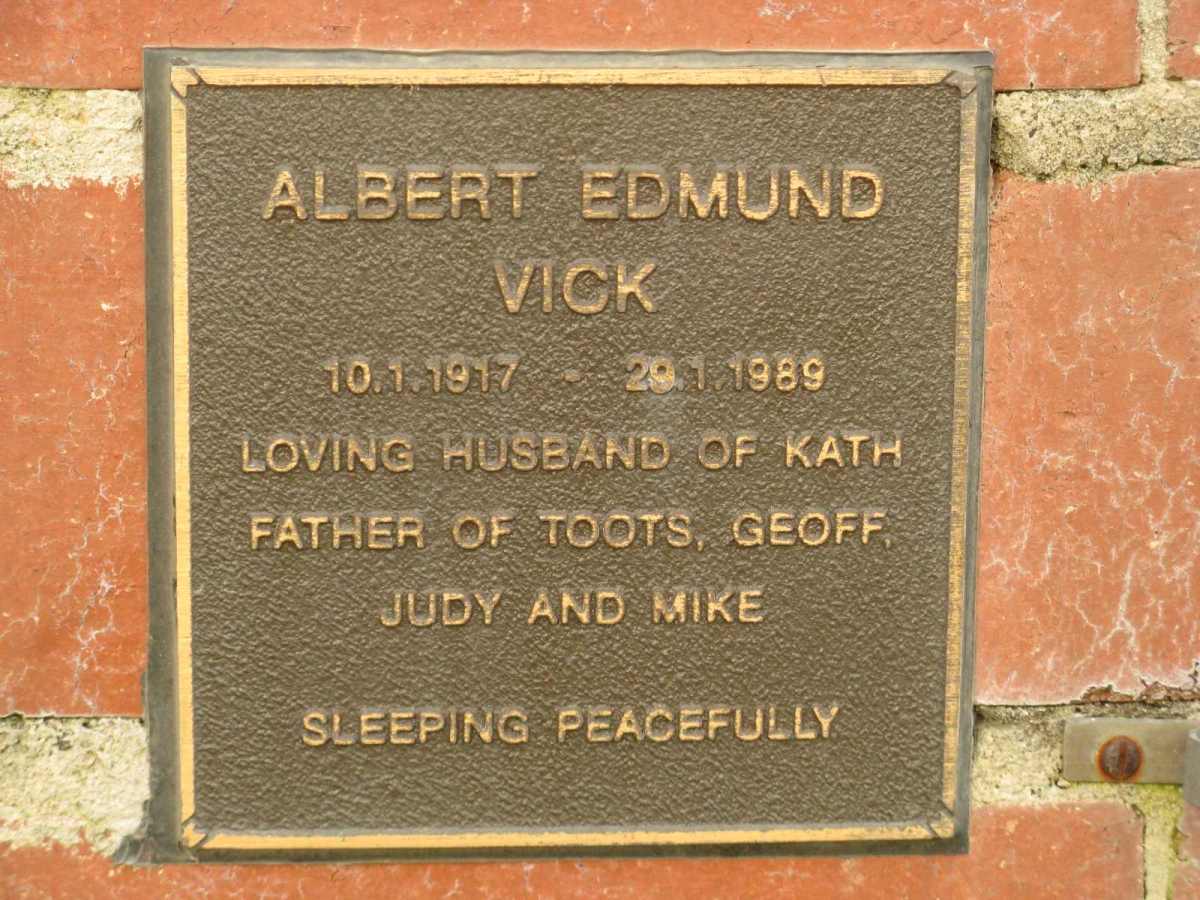 ALBERT EDMUND
VICK
10.1.1917 - 29.1.1989
LOVING HUSBAND OF KATH
FATHER OF TOOTS, GEOFF,
JUDY AND MIKE
SLEEPING PEACEFULLY